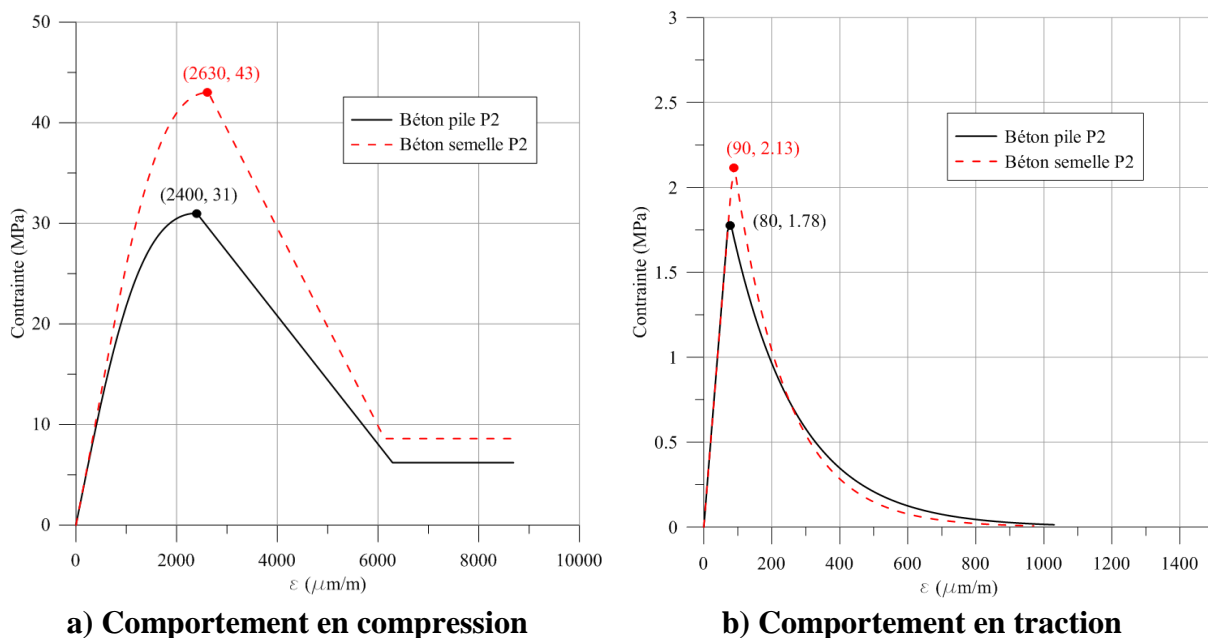 50
40
30
20
10
0
Contrainte (MPa)
(2630, 43)
(2400, 31)
Béton pile P2
Béton semelle P2
0 2000 4000 6000 8000 10000
ε (μm/m)
a) Comportement en compression
3
2.5
2
1.5
1
0.5
0
Contrainte (MPa)
Béton pile P2
Béton semelle P2
(90, 2.13)
(80, 1.78)
0 200 400 600 800 1000 1200 1400
ε (μm/m)
b) Comportement en traction